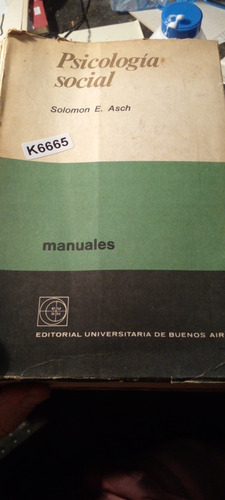 Psicología
social
Solomon E. Asch
K6665
manuales
EDITORIAL UNIVERSITARIA DE BUENOS AIR